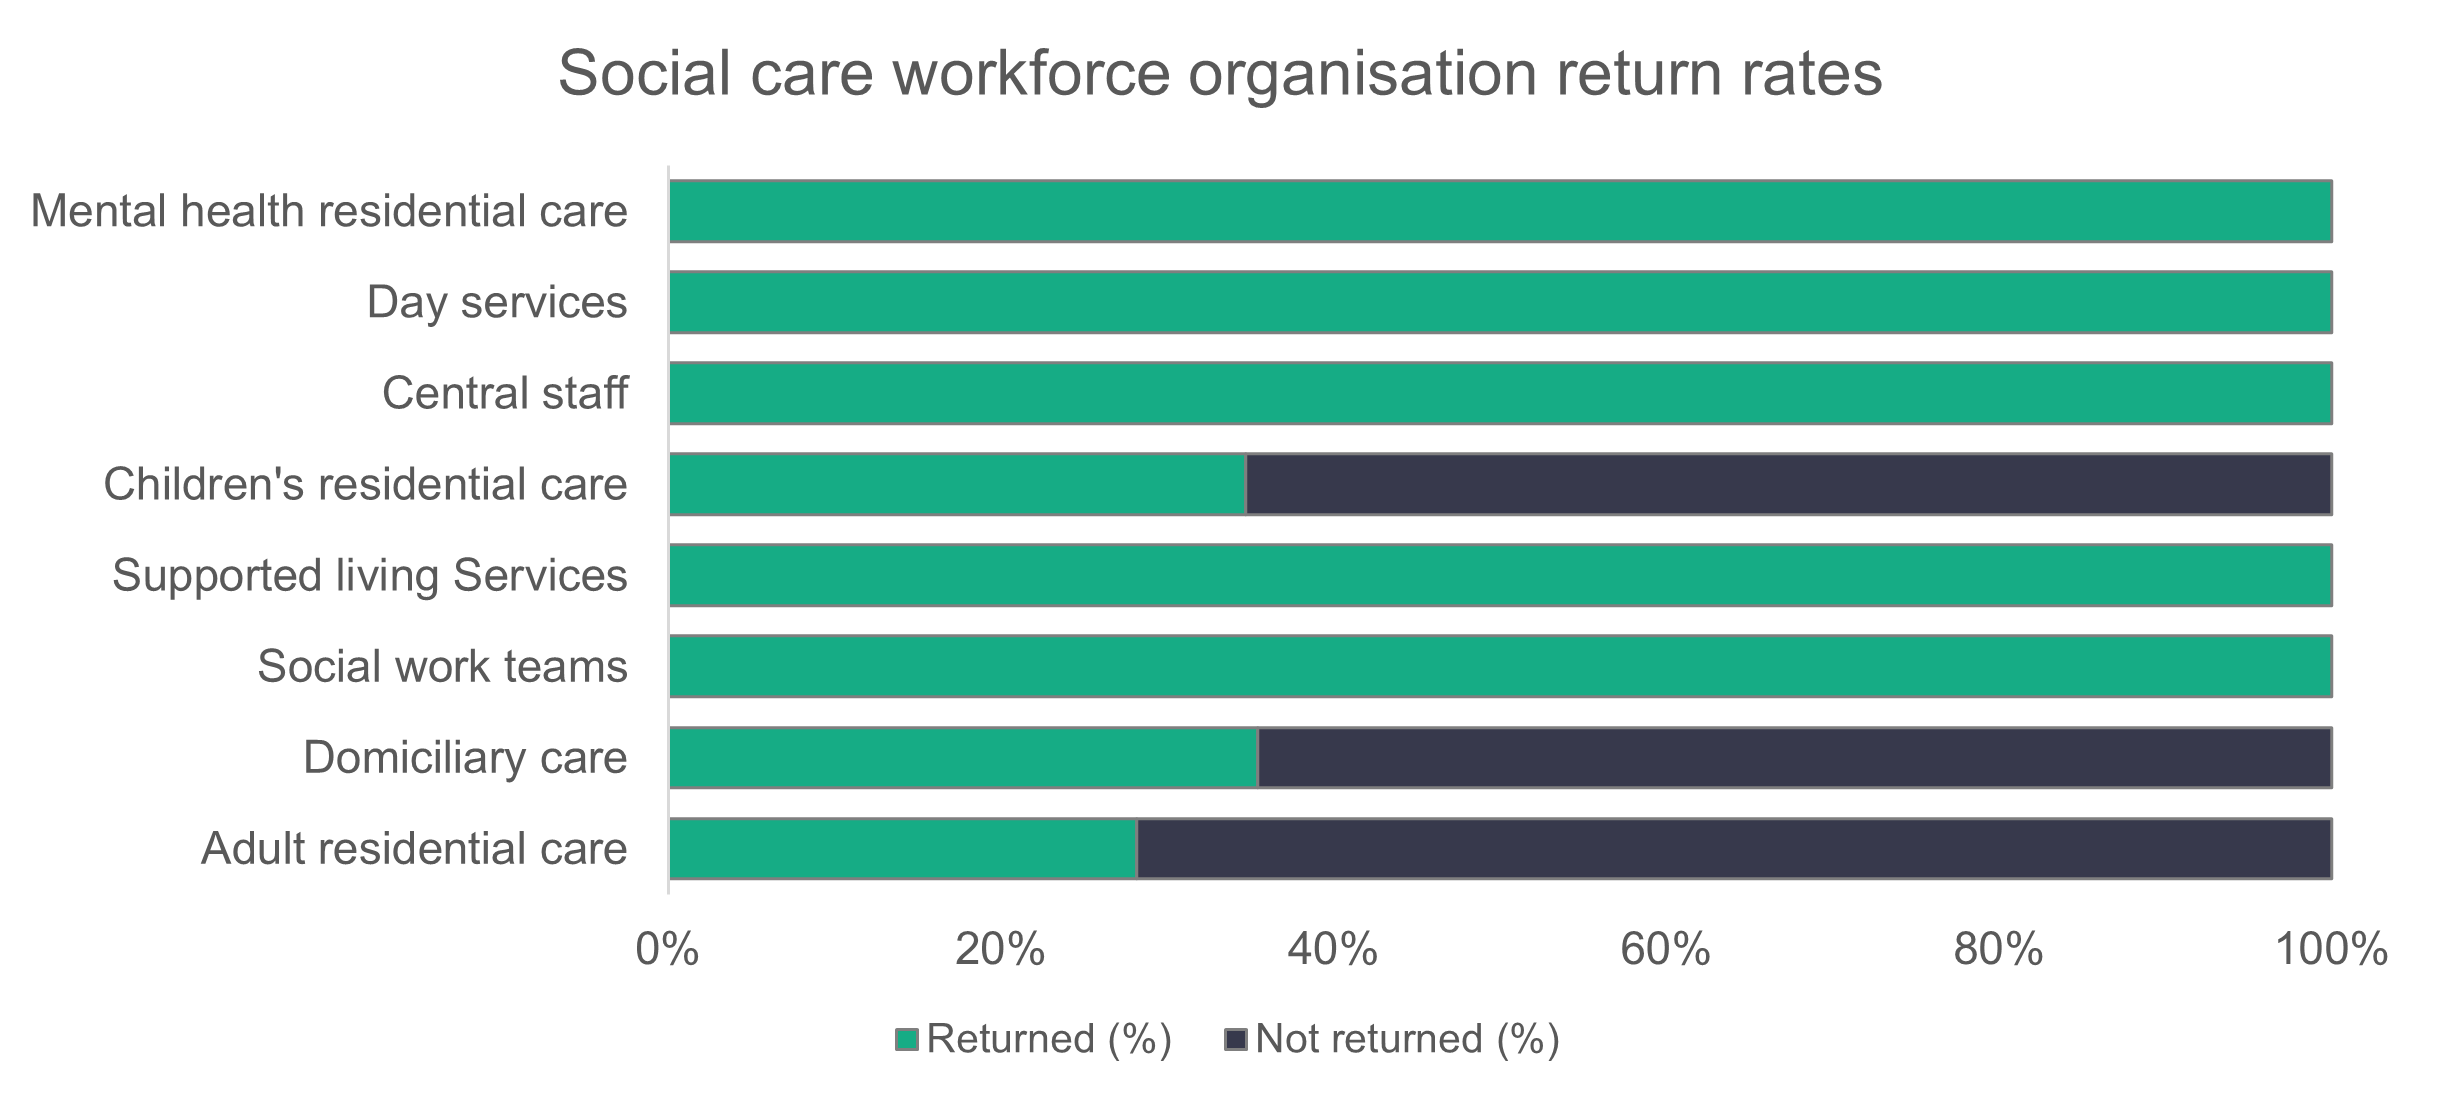 Social care workforce organisation return rates
Mental health residential care
Day services
Central staff
Children's residential care
Supported living Services
Social work teams
Domiciliary care
Adult residential care
0% 20% 40% 60% 80% 100%
Returned (%) Not returned (%)